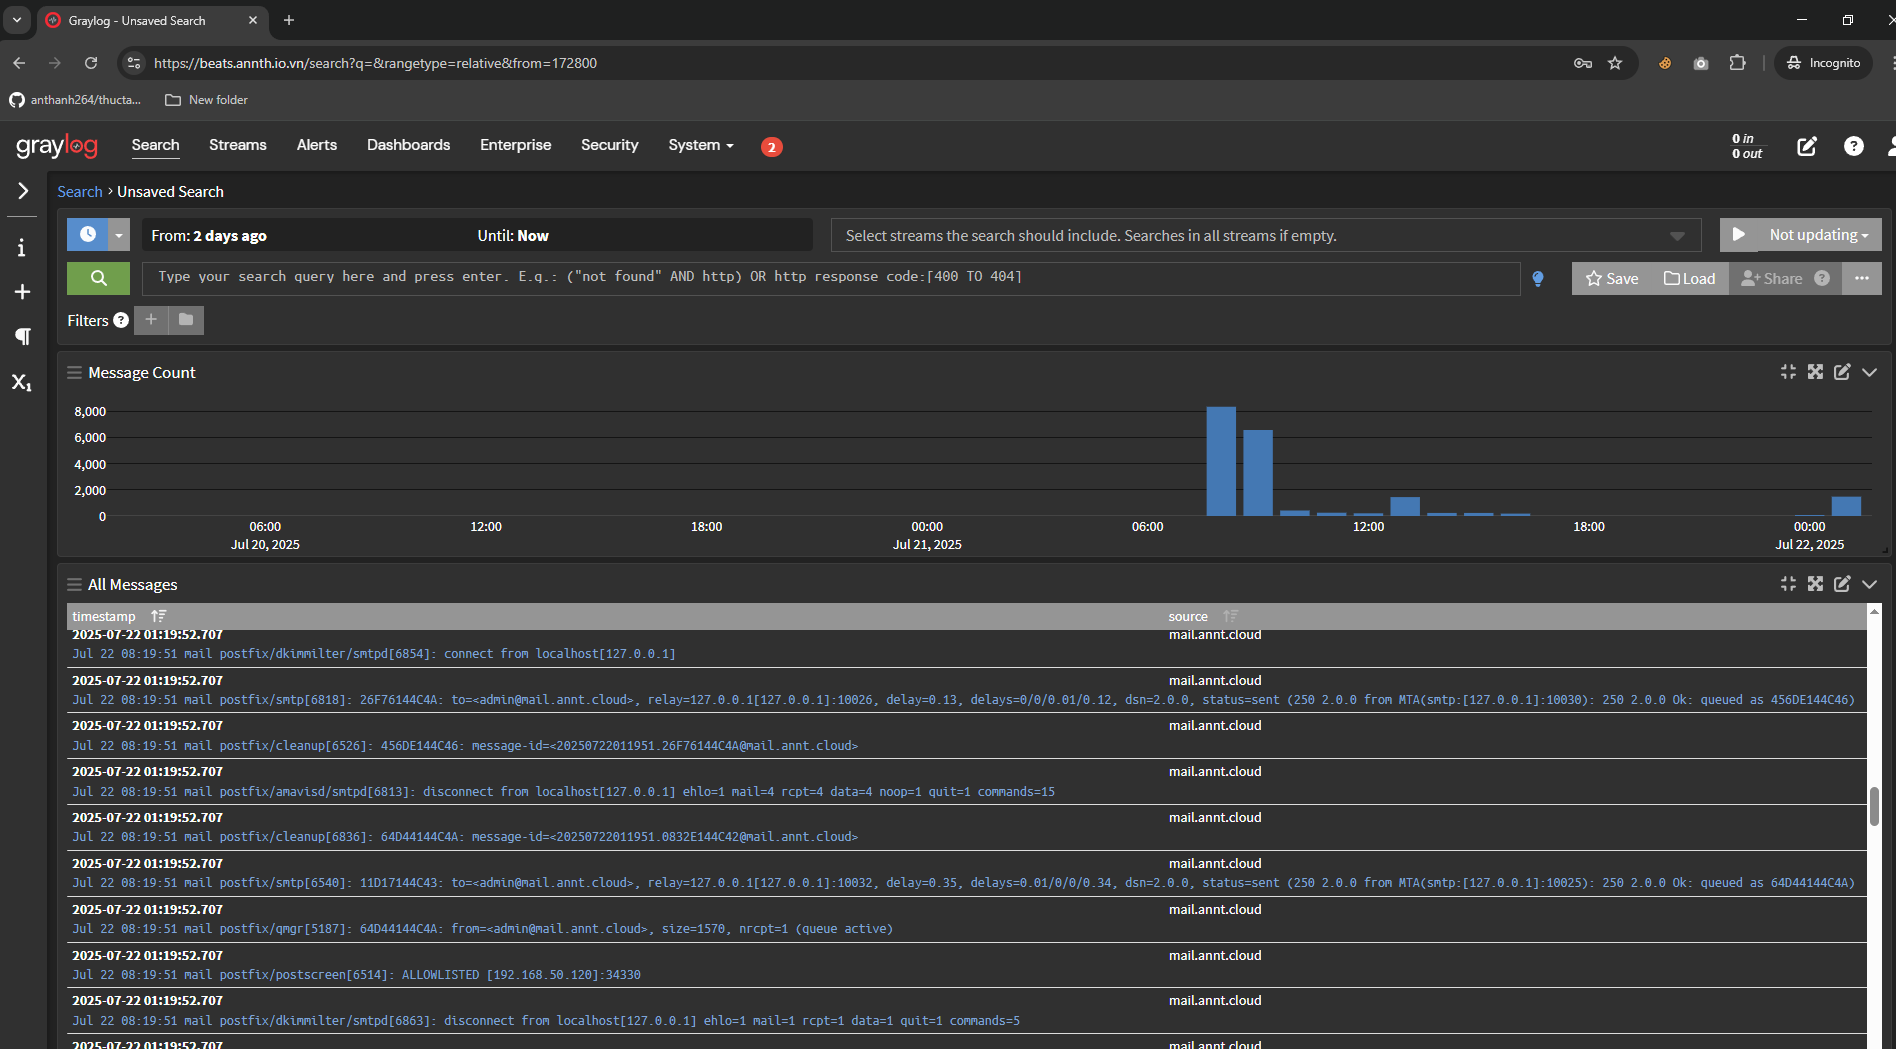 Graylog - Unsaved Search
https://beats.annth.io.vn/search?q=&rangetype=relative&from=172800
Incognito
anthanh264/thucta...
New folder
graylog
Search
Streams
Alerts
Dashboards
Enterprise
Security
System
2
0 in
0 out
Search › Unsaved Search
From: 2 days ago
Until: Now
Select streams the search should include. Searches in all streams if empty.
Not updating
Type your search query here and press enter. E.g.: ("not found" AND http) OR http_response_code:[400 TO 404]
Save
Load
Share
Filters
Message Count
8,000
6,000
4,000
2,000
0
06:00
12:00
18:00
00:00
06:00
12:00
18:00
00:00
Jul 20, 2025
Jul 21, 2025
Jul 22, 2025
All Messages
timestamp
source
2025-07-22 01:19:52.707 mail.annt.cloud
Jul 22 08:19:51 mail postfix/dkimmilter/smtpd[6854]: connect from localhost[127.0.0.1]
2025-07-22 01:19:52.707 mail.annt.cloud
Jul 22 08:19:51 mail postfix/smtp[6818]: 26F76144C4A: to=<admin@mail.annt.cloud>, relay=127.0.0.1[127.0.0.1]:10026, delay=0.13, delays=0/0/0.01/0.12, dsn=2.0.0, status=sent (250 2.0.0 from MTA(smtp:[127.0.0.1]:10030): 250 2.0.0 Ok: queued as 456DE144C46)
2025-07-22 01:19:52.707 mail.annt.cloud
Jul 22 08:19:51 mail postfix/cleanup[6526]: 456DE144C46: message-id=<20250722011951.26F76144C4A@mail.annt.cloud>
2025-07-22 01:19:52.707 mail.annt.cloud
Jul 22 08:19:51 mail postfix/amavisd/smtpd[6813]: disconnect from localhost[127.0.0.1] ehlo=1 mail=4 rcpt=4 data=4 noop=1 quit=1 commands=15
2025-07-22 01:19:52.707 mail.annt.cloud
Jul 22 08:19:51 mail postfix/cleanup[6836]: 64D44144C4A: message-id=<20250722011951.0832E144C42@mail.annt.cloud>
2025-07-22 01:19:52.707 mail.annt.cloud
Jul 22 08:19:51 mail postfix/smtp[6540]: 11D17144C43: to=<admin@mail.annt.cloud>, relay=127.0.0.1[127.0.0.1]:10032, delay=0.35, delays=0.01/0/0/0.34, dsn=2.0.0, status=sent (250 2.0.0 from MTA(smtp:[127.0.0.1]:10025): 250 2.0.0 Ok: queued as 64D44144C4A)
2025-07-22 01:19:52.707 mail.annt.cloud
Jul 22 08:19:51 mail postfix/qmgr[5187]: 64D44144C4A: from=<admin@mail.annt.cloud>, size=1570, nrcpt=1 (queue active)
2025-07-22 01:19:52.707 mail.annt.cloud
Jul 22 08:19:51 mail postfix/postscreen[6514]: ALLOWLISTED [192.168.50.120]:34330
2025-07-22 01:19:52.707 mail.annt.cloud
Jul 22 08:19:51 mail postfix/dkimmilter/smtpd[6863]: disconnect from localhost[127.0.0.1] ehlo=1 mail=1 rcpt=1 data=1 quit=1 commands=5
2025-07-22 01:19:52.707 mail.annt.cloud